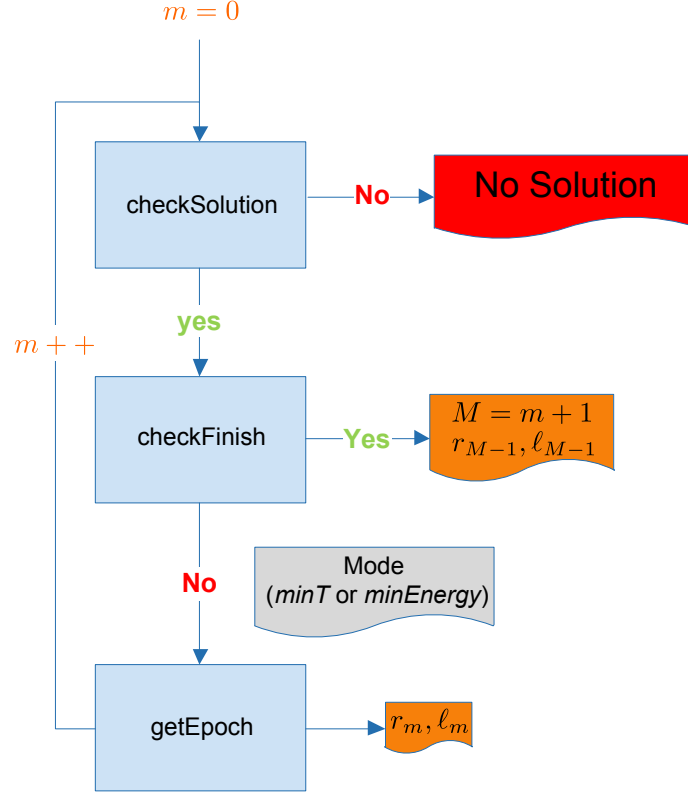 m = 0
checkSolution
No
No Solution
yes
m + +
checkFinish
Yes
M = m + 1
r_{M−1}, ℓ_{M−1}
No
Mode
(minT or minEnergy)
getEpoch
r_m, ℓ_m